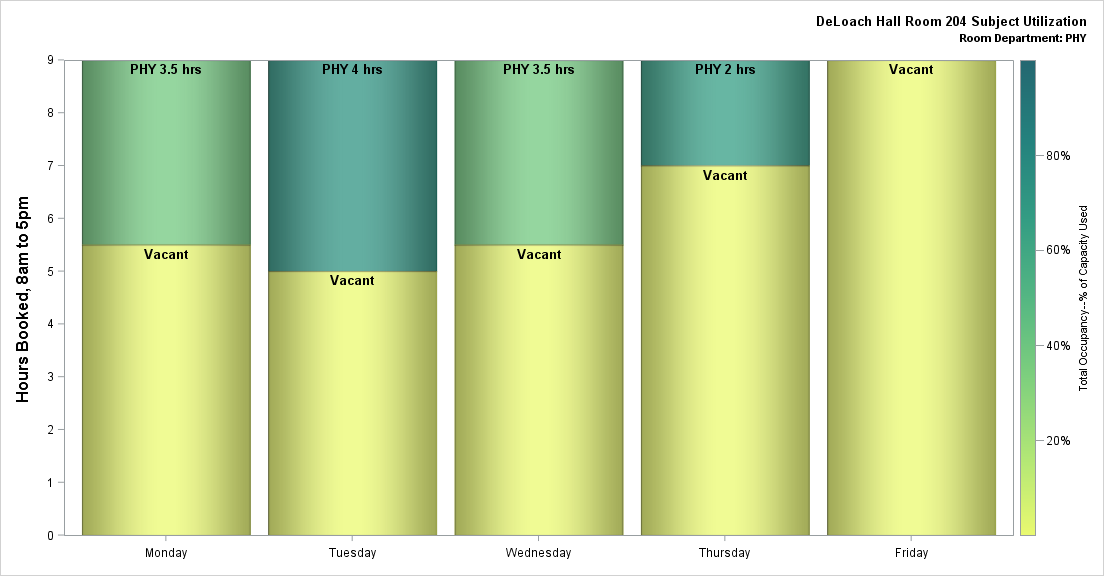 DeLoach Hall Room 204 Subject Utilization
Room Department: PHY
Hours Booked, 8am to 5pm
9
8
7
6
5
4
3
2
1
0
PHY 3.5 hrs
Vacant
PHY 4 hrs
Vacant
PHY 3.5 hrs
Vacant
PHY 2 hrs
Vacant
Vacant
Monday
Tuesday
Wednesday
Thursday
Friday
80%
60%
40%
20%
Total Occupancy--% of Capacity Used